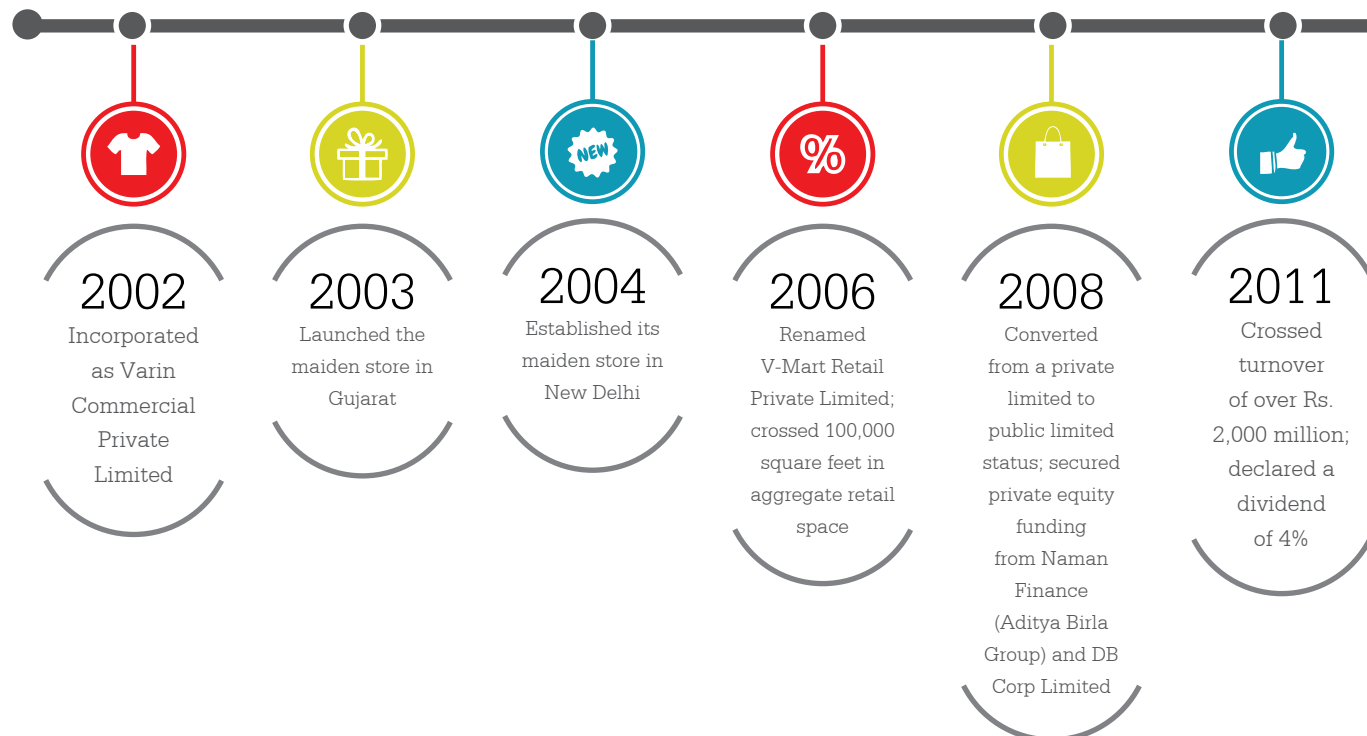 NEW
%
2002
Incorporated
as Varin
Commercial
Private
Limited
2003
Launched the
maiden store in
Gujarat
2004
Established its
maiden store in
New Delhi
2006
Renamed
V-Mart Retail
Private Limited;
crossed 100,000
square feet in
aggregate retail
space
2008
Converted
from a private
limited to
public limited
status; secured
private equity
funding
from Naman
Finance
(Aditya Birla
Group) and DB
Corp Limited
2011
Crossed
turnover
of over Rs.
2,000 million;
declared a
dividend
of 4%